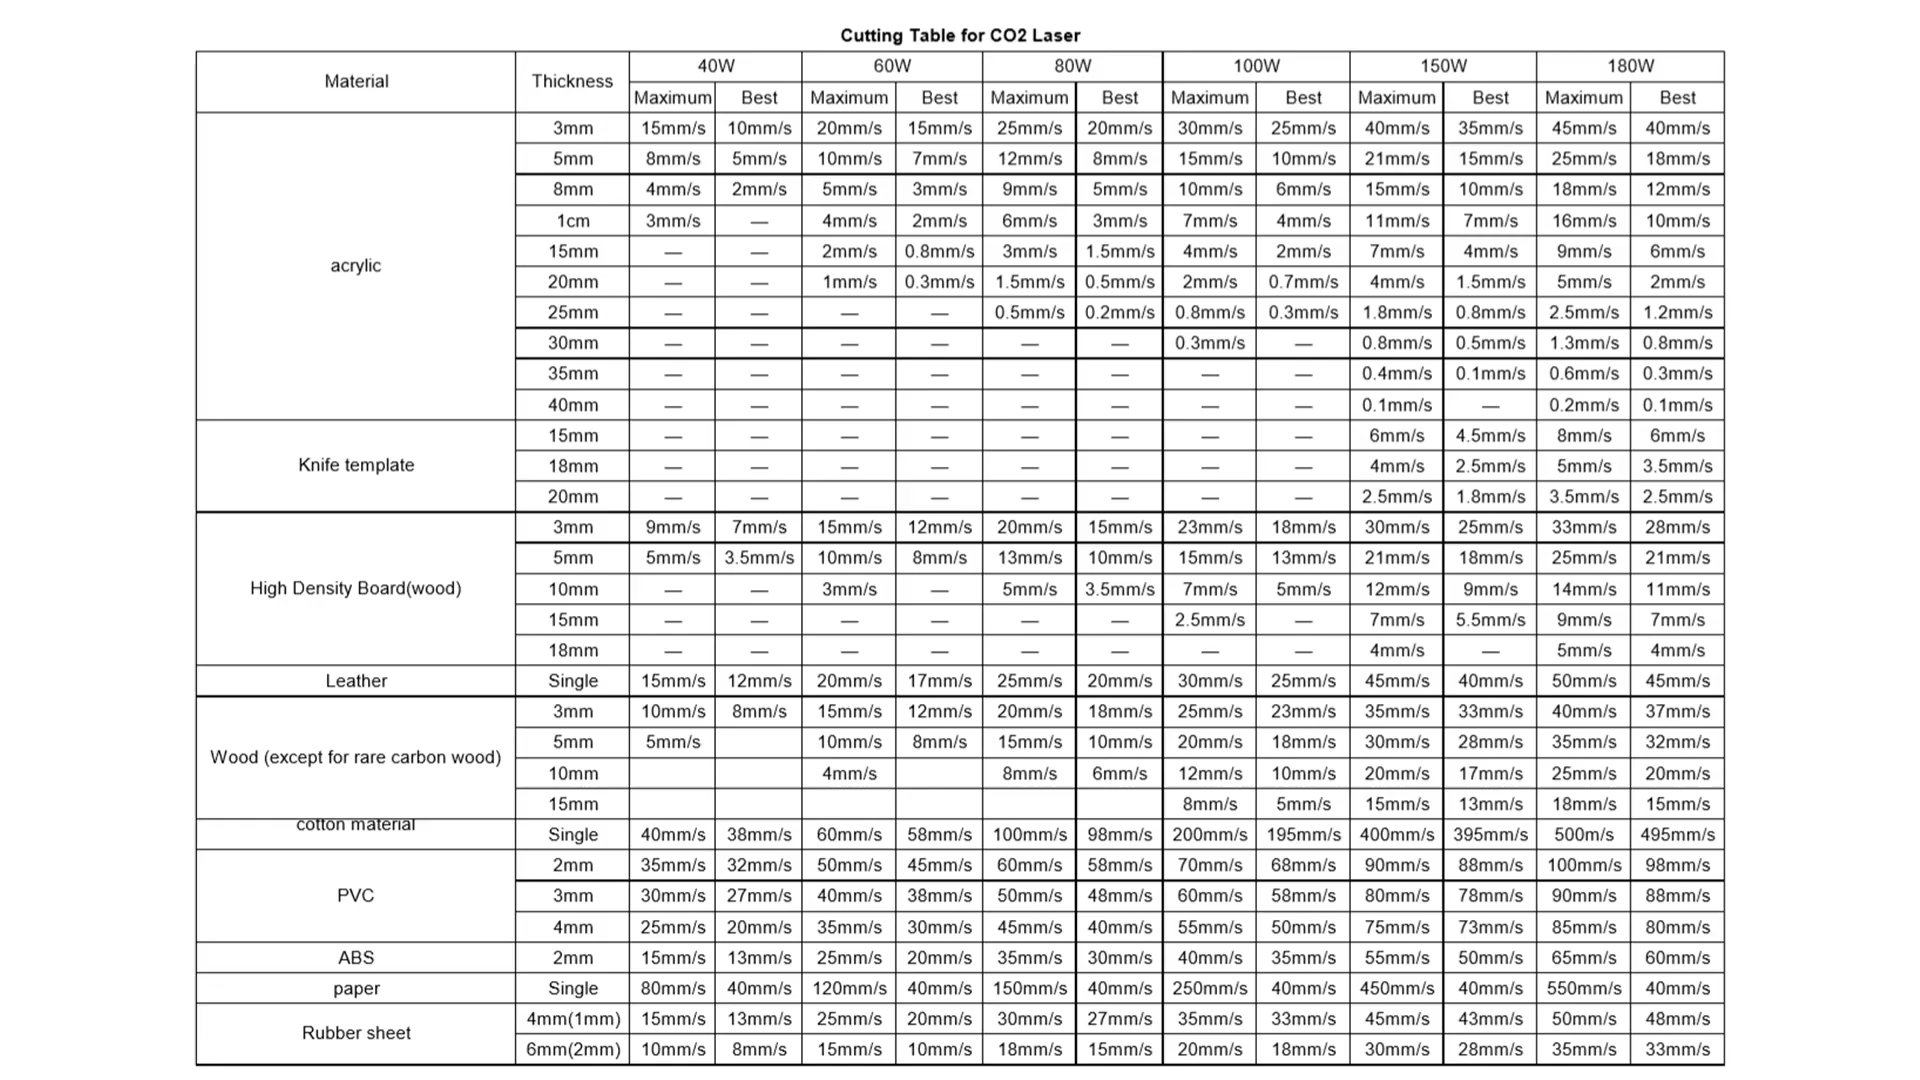 Cutting Table for CO2 Laser
Material Thickness 40W 60W 80W 100W 150W 180W
Maximum Best Maximum Best Maximum Best Maximum Best Maximum Best Maximum Best
acrylic
3mm 15mm/s 10mm/s 20mm/s 15mm/s 25mm/s 20mm/s 30mm/s 25mm/s 40mm/s 35mm/s 45mm/s 40mm/s
5mm 8mm/s 5mm/s 10mm/s 7mm/s 12mm/s 8mm/s 15mm/s 10mm/s 21mm/s 15mm/s 25mm/s 18mm/s
8mm 4mm/s 2mm/s 5mm/s 3mm/s 9mm/s 5mm/s 10mm/s 6mm/s 15mm/s 10mm/s 18mm/s 12mm/s
1cm 3mm/s — 4mm/s 2mm/s 6mm/s 3mm/s 7mm/s 4mm/s 11mm/s 7mm/s 16mm/s 10mm/s
15mm — — 2mm/s 0.8mm/s 3mm/s 1.5mm/s 4mm/s 2mm/s 7mm/s 4mm/s 9mm/s 6mm/s
20mm — — 1mm/s 0.3mm/s 1.5mm/s 0.5mm/s 2mm/s 0.7mm/s 4mm/s 1.5mm/s 5mm/s 2mm/s
25mm — — — — 0.5mm/s 0.2mm/s 0.8mm/s 0.3mm/s 1.8mm/s 0.8mm/s 2.5mm/s 1.2mm/s
30mm — — — — — — 0.3mm/s — 0.8mm/s 0.5mm/s 1.3mm/s 0.8mm/s
35mm — — — — — — — — 0.4mm/s 0.1mm/s 0.6mm/s 0.3mm/s
40mm — — — — — — — — 0.1mm/s — 0.2mm/s 0.1mm/s
Knife template
15mm — — — — — — — — 6mm/s 4.5mm/s 8mm/s 6mm/s
18mm — — — — — — — — 4mm/s 2.5mm/s 5mm/s 3.5mm/s
20mm — — — — — — — — 2.5mm/s 1.8mm/s 3.5mm/s 2.5mm/s
High Density Board(wood)
3mm 9mm/s 7mm/s 15mm/s 12mm/s 20mm/s 15mm/s 23mm/s 18mm/s 30mm/s 25mm/s 33mm/s 28mm/s
5mm 5mm/s 3.5mm/s 10mm/s 8mm/s 13mm/s 10mm/s 15mm/s 13mm/s 21mm/s 18mm/s 25mm/s 21mm/s
10mm — — 3mm/s — 5mm/s 3.5mm/s 7mm/s 5mm/s 12mm/s 9mm/s 14mm/s 11mm/s
15mm — — — — — — 2.5mm/s — 7mm/s 5.5mm/s 9mm/s 7mm/s
18mm — — — — — — — — 4mm/s — 5mm/s 4mm/s
Leather Single 15mm/s 12mm/s 20mm/s 17mm/s 25mm/s 20mm/s 30mm/s 25mm/s 45mm/s 40mm/s 50mm/s 45mm/s
Wood (except for rare carbon wood)
3mm 10mm/s 8mm/s 15mm/s 12mm/s 20mm/s 18mm/s 25mm/s 23mm/s 35mm/s 33mm/s 40mm/s 37mm/s
5mm 5mm/s 10mm/s 8mm/s 15mm/s 10mm/s 20mm/s 18mm/s 30mm/s 28mm/s 35mm/s 32mm/s
10mm 4mm/s 8mm/s 6mm/s 12mm/s 10mm/s 20mm/s 17mm/s 25mm/s 20mm/s
15mm 8mm/s 5mm/s 15mm/s 13mm/s 18mm/s 15mm/s
cotton material Single 40mm/s 38mm/s 60mm/s 58mm/s 100mm/s 98mm/s 200mm/s 195mm/s 400mm/s 395mm/s 500m/s 495mm/s
PVC
2mm 35mm/s 32mm/s 50mm/s 45mm/s 60mm/s 58mm/s 70mm/s 68mm/s 90mm/s 88mm/s 100mm/s 98mm/s
3mm 30mm/s 27mm/s 40mm/s 38mm/s 50mm/s 48mm/s 60mm/s 58mm/s 80mm/s 78mm/s 90mm/s 88mm/s
4mm 25mm/s 20mm/s 35mm/s 30mm/s 45mm/s 40mm/s 55mm/s 50mm/s 75mm/s 73mm/s 85mm/s 80mm/s
ABS 2mm 15mm/s 13mm/s 25mm/s 20mm/s 35mm/s 30mm/s 40mm/s 35mm/s 55mm/s 50mm/s 65mm/s 60mm/s
paper Single 80mm/s 40mm/s 120mm/s 40mm/s 150mm/s 40mm/s 250mm/s 40mm/s 450mm/s 40mm/s 550mm/s 40mm/s
Rubber sheet
4mm(1mm) 15mm/s 13mm/s 25mm/s 20mm/s 30mm/s 27mm/s 35mm/s 33mm/s 45mm/s 43mm/s 50mm/s 48mm/s
6mm(2mm) 10mm/s 8mm/s 15mm/s 10mm/s 18mm/s 15mm/s 20mm/s 18mm/s 30mm/s 28mm/s 35mm/s 33mm/s